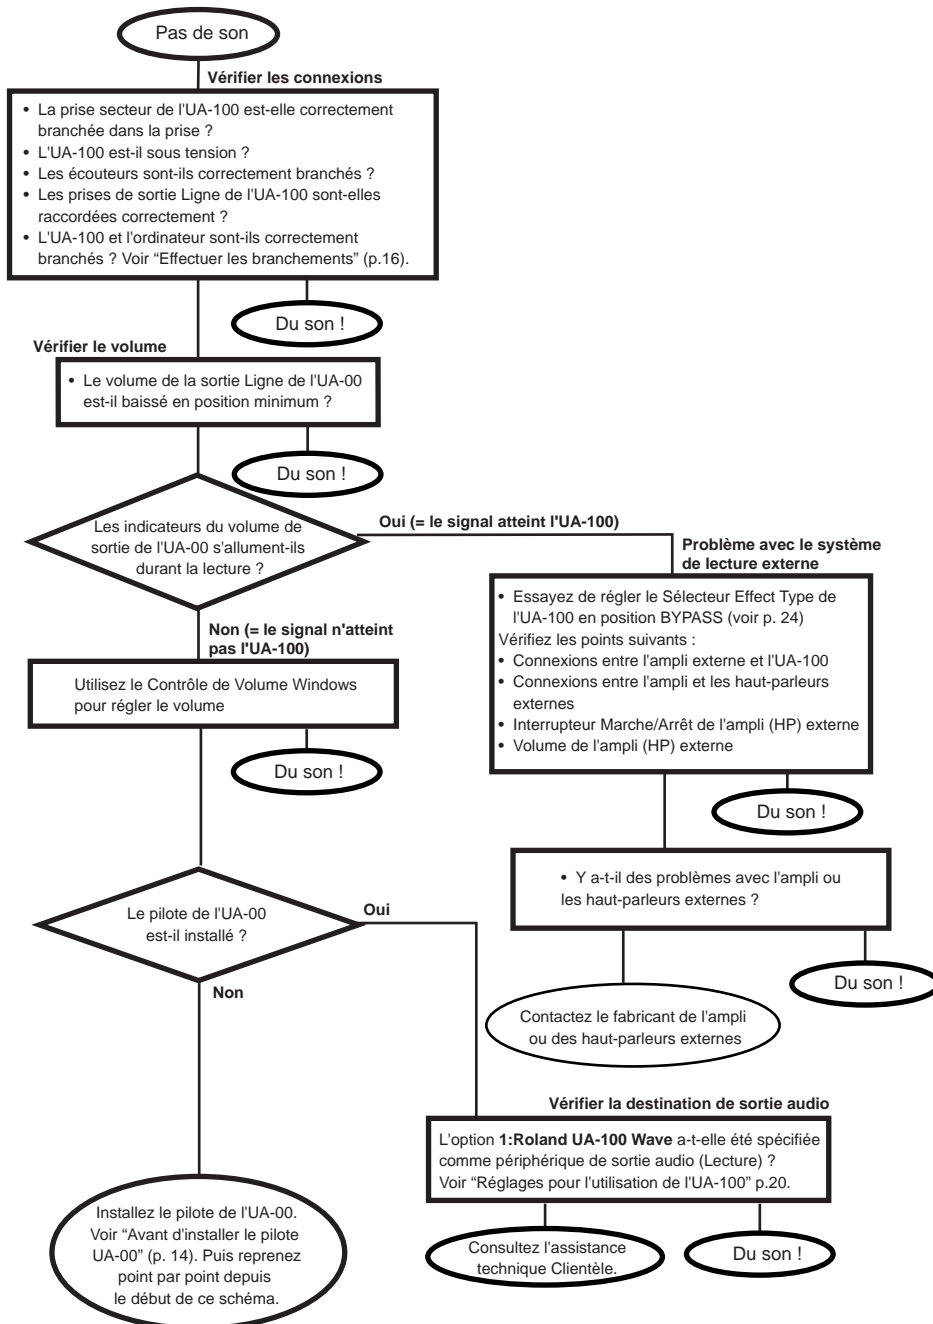 Pas de son
Vérifier les connexions
• La prise secteur de l'UA-100 est-elle correctement
branchée dans la prise ?
• L'UA-100 est-il sous tension ?
• Les écouteurs sont-ils correctement branchés ?
• Les prises de sortie Ligne de l'UA-100 sont-elles
raccordées correctement ?
• L'UA-100 et l'ordinateur sont-ils correctement
branchés ? Voir “Effectuer les branchements” (p.16).
Du son !
Vérifier le volume
• Le volume de la sortie Ligne de l'UA-00
est-il baissé en position minimum ?
Du son !
Les indicateurs du volume de
sortie de l'UA-00 s'allument-ils
durant la lecture ?
Oui (= le signal atteint l'UA-100)
Problème avec le système
de lecture externe
• Essayez de régler le Sélecteur Effect Type de
l'UA-100 en position BYPASS (voir p. 24)
Vérifiez les points suivants :
• Connexions entre l'ampli externe et l'UA-100
• Connexions entre l'ampli et les haut-parleurs
externes
• Interrupteur Marche/Arrêt de l'ampli (HP) externe
• Volume de l'ampli (HP) externe
Du son !
Non (= le signal n'atteint
pas l'UA-100)
Utilisez le Contrôle de Volume Windows
pour régler le volume
Du son !
• Y a-t-il des problèmes avec l'ampli ou
les haut-parleurs externes ?
Du son !
Contactez le fabricant de l'ampli
ou des haut-parleurs externes
Le pilote de l'UA-00
est-il installé ?
Oui
Non
Vérifier la destination de sortie audio
L'option 1:Roland UA-100 Wave a-t-elle été spécifiée
comme périphérique de sortie audio (Lecture) ?
Voir “Réglages pour l'utilisation de l'UA-100” p.20.
Consultez l'assistance
technique Clientèle.
Du son !
Installez le pilote de l'UA-00.
Voir “Avant d'installer le pilote
UA-00” (p. 14). Puis reprenez
point par point depuis
le début de ce schéma.